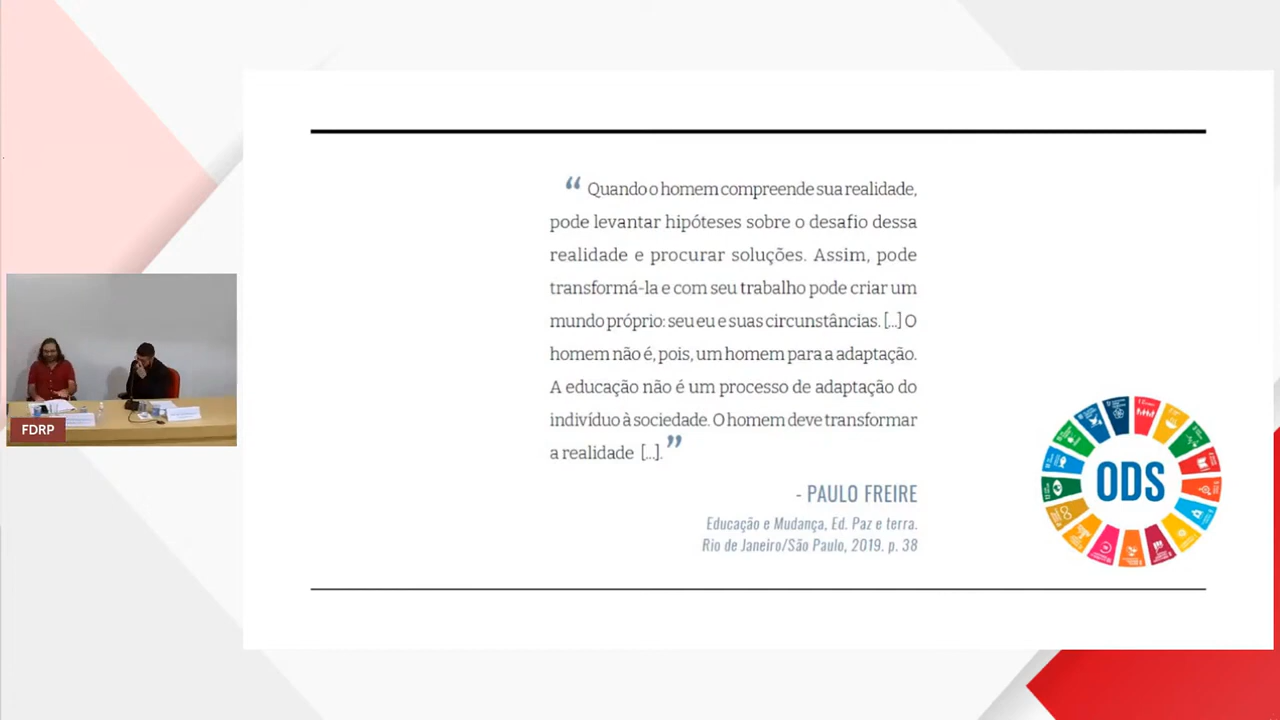 “ Quando o homem compreende sua realidade,
pode levantar hipóteses sobre o desafio dessa
realidade e procurar soluções. Assim, pode
transformá-la e com seu trabalho pode criar um
mundo próprio: seu eu e suas circunstâncias. [...] O
homem não é, pois, um homem para a adaptação.
A educação não é um processo de adaptação do
indivíduo à sociedade. O homem deve transformar
a realidade [...]. ”
- PAULO FREIRE
Educação e Mudança, Ed. Paz e terra.
Rio de Janeiro/São Paulo, 2019. p. 38
ODS
FDRP